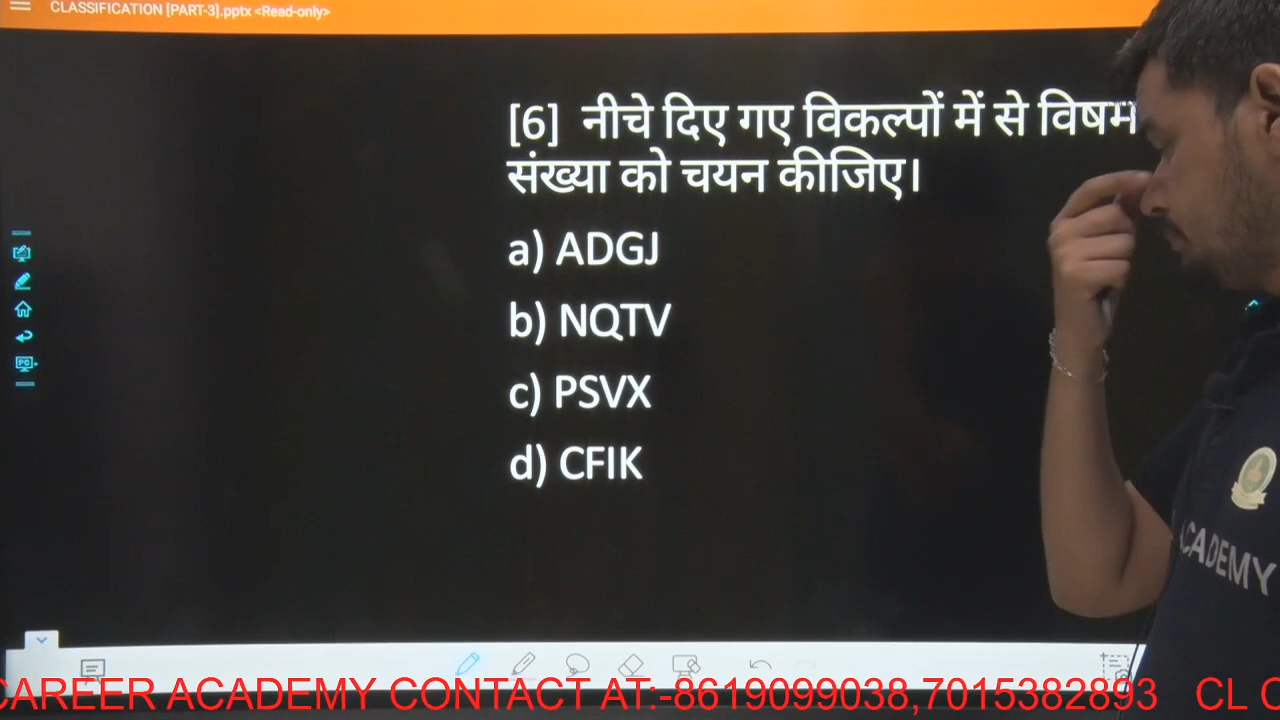 CLASSIFICATION [PART-3].pptx <Read-only>
[6] नीचे दिए गए विकल्पों में से विषम
संख्या को चयन कीजिए।
a) ADGJ
b) NQTV
c) PSVX
d) CFIK
ACADEMY
CAREER ACADEMY CONTACT AT:-8619099038,7015382893 CL C